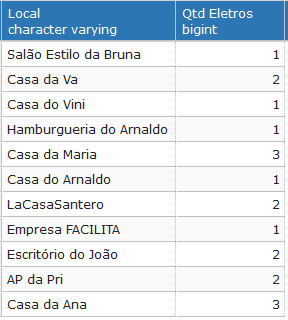 Local Qtd Eletros
character varying bigint
Salão Estilo da Bruna 1
Casa da Va 2
Casa do Vini 1
Hamburgueria do Arnaldo 1
Casa da Maria 3
Casa do Arnaldo 1
LaCasaSantero 2
Empresa FACILITA 1
Escritório do João 2
AP da Pri 2
Casa da Ana 3